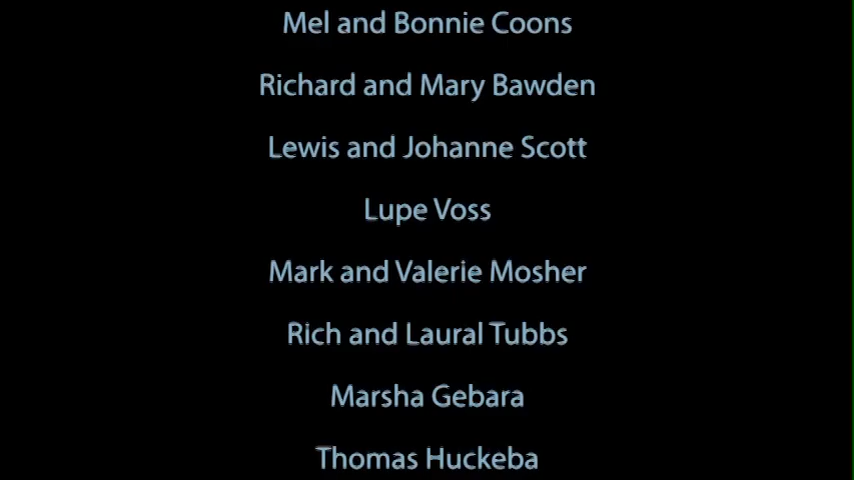 Mel and Bonnie Coons
Richard and Mary Bawden
Lewis and Johanne Scott
Lupe Voss
Mark and Valerie Mosher
Rich and Laural Tubbs
Marsha Gebara
Thomas Huckeba